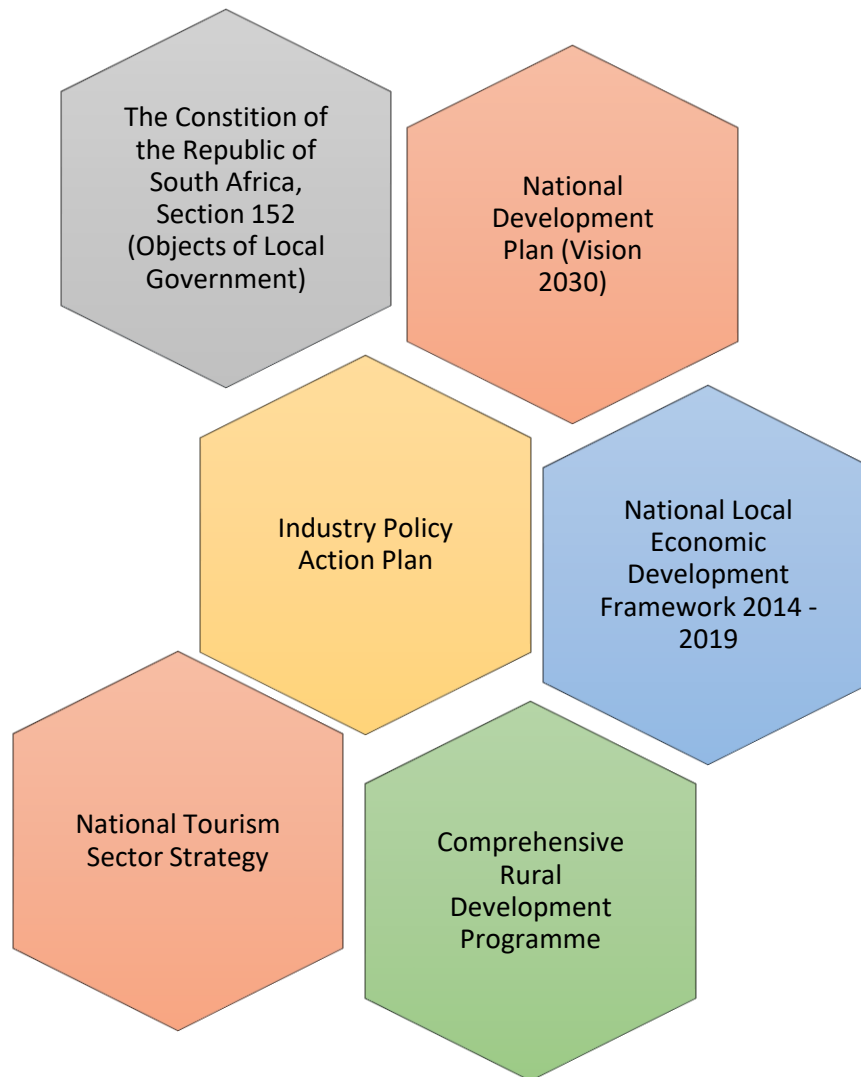 The Constition of
the Republic of
South Africa,
Section 152
(Objects of Local
Government)
National
Development
Plan (Vision
2030)
Industry Policy
Action Plan
National Local
Economic
Development
Framework 2014 -
2019
National Tourism
Sector Strategy
Comprehensive
Rural
Development
Programme